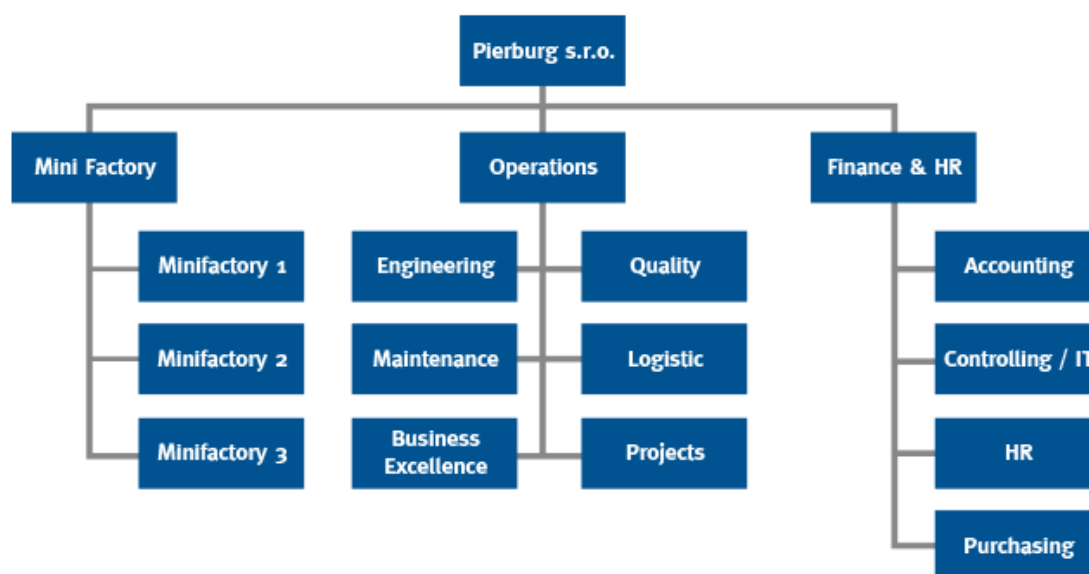 Pierburg s.r.o.
Mini Factory
Operations
Finance & HR
Minifactory 1
Engineering
Quality
Accounting
Minifactory 2
Maintenance
Logistic
Controlling / IT
Minifactory 3
Business
Excellence
Projects
HR
Purchasing